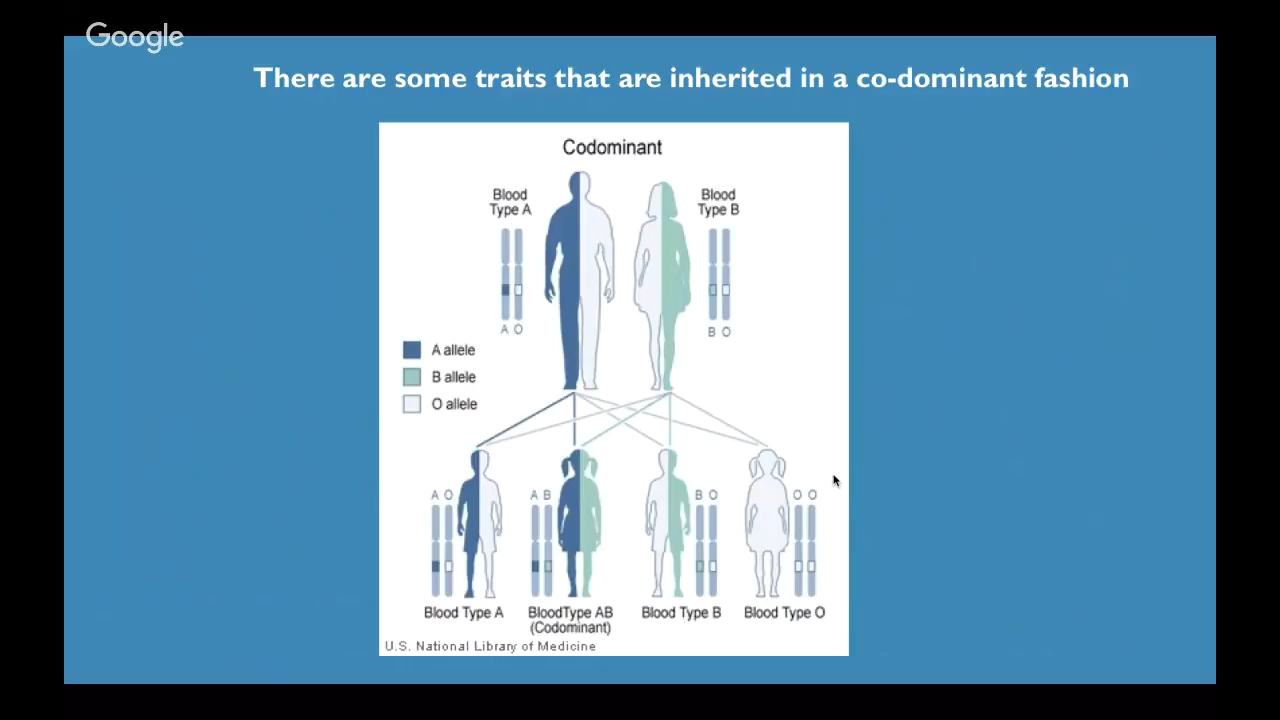 Google
There are some traits that are inherited in a co-dominant fashion
Codominant
Blood
Type A
Blood
Type B
A O
B O
A allele
B allele
O allele
A O
A B
B O
O O
Blood Type A
BloodType AB
(Codominant)
Blood Type B
Blood Type O
U.S. National Library of Medicine